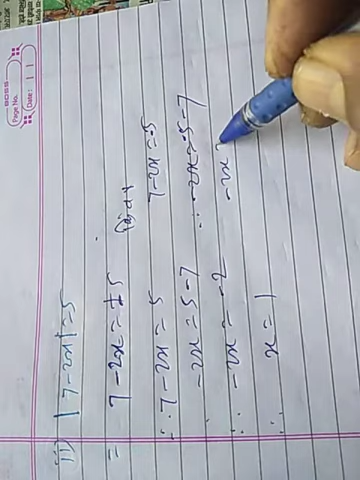 BOSS
Page No.
Date: / /
ii) |7-2x|=5
= 7-2x=±5
∴ 7-2x=5 7-2x=-5
-2x=5-7 ∴ -2x=-5-7
∴ -2x=-2 -2x=
∴ x=1